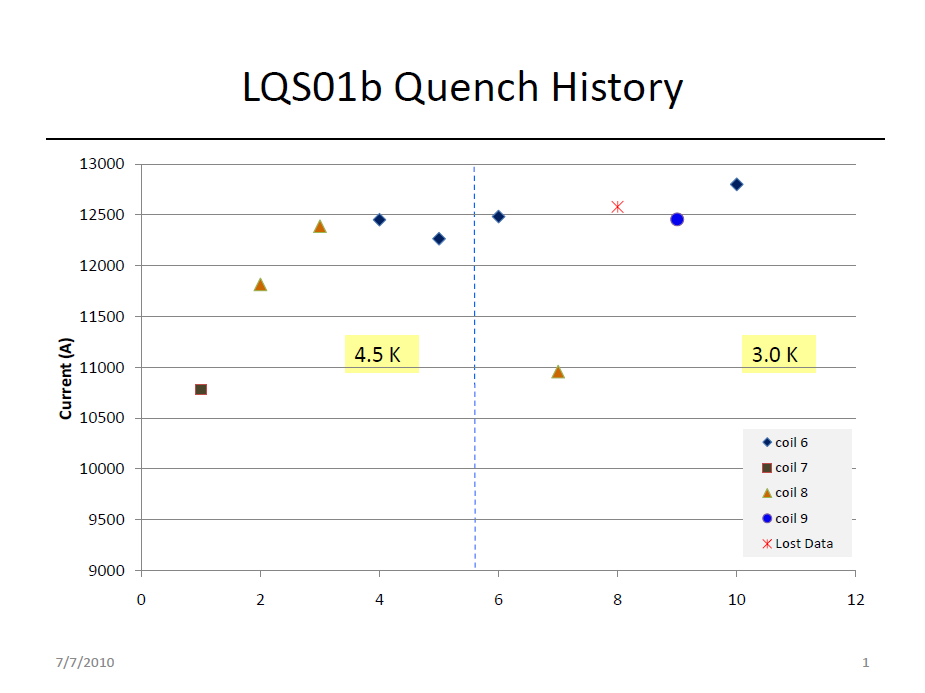 LQS01b Quench History
13000
12500
12000
11500
11000
10500
10000
9500
9000
Current (A)
4.5 K
3.0 K
coil 6
coil 7
coil 8
coil 9
Lost Data
0 2 4 6 8 10 12
7/7/2010 1